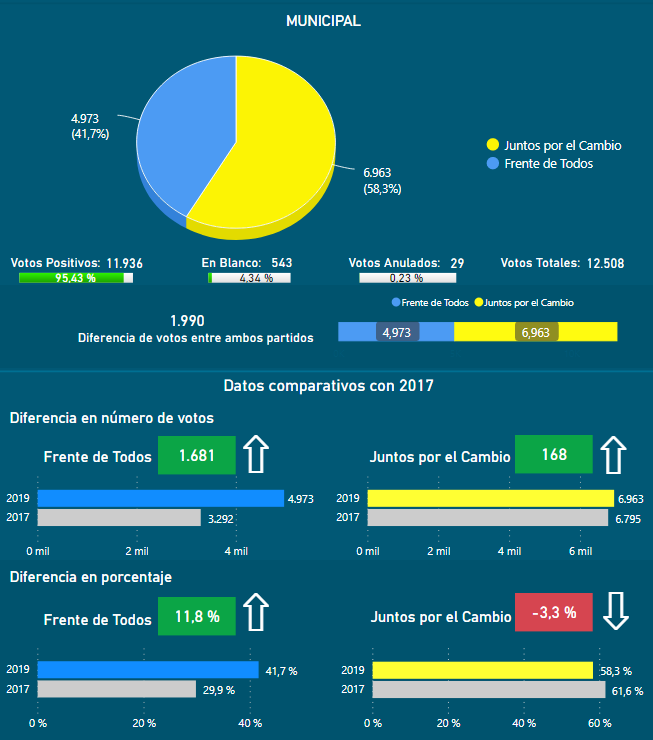 MUNICIPAL
4.973
(41,7%)
6.963
(58,3%)
Juntos por el Cambio
Frente de Todos
Votos Positivos: 11.936
95,43 %
En Blanco: 543
4,34 %
Votos Anulados: 29
0,23 %
Votos Totales: 12.508
1.990
Diferencia de votos entre ambos partidos
Frente de Todos Juntos por el Cambio
4,973 6,963
Datos comparativos con 2017
Diferencia en número de votos
Frente de Todos 1.681
2019 4.973
2017 3.292
0 mil 2 mil 4 mil
Juntos por el Cambio 168
2019 6.963
2017 6.795
0 mil 2 mil 4 mil 6 mil
Diferencia en porcentaje
Frente de Todos 11,8 %
2019 41,7 %
2017 29,9 %
0 % 20 % 40 %
Juntos por el Cambio -3,3 %
2019 58,3 %
2017 61,6 %
0 % 20 % 40 % 60 %